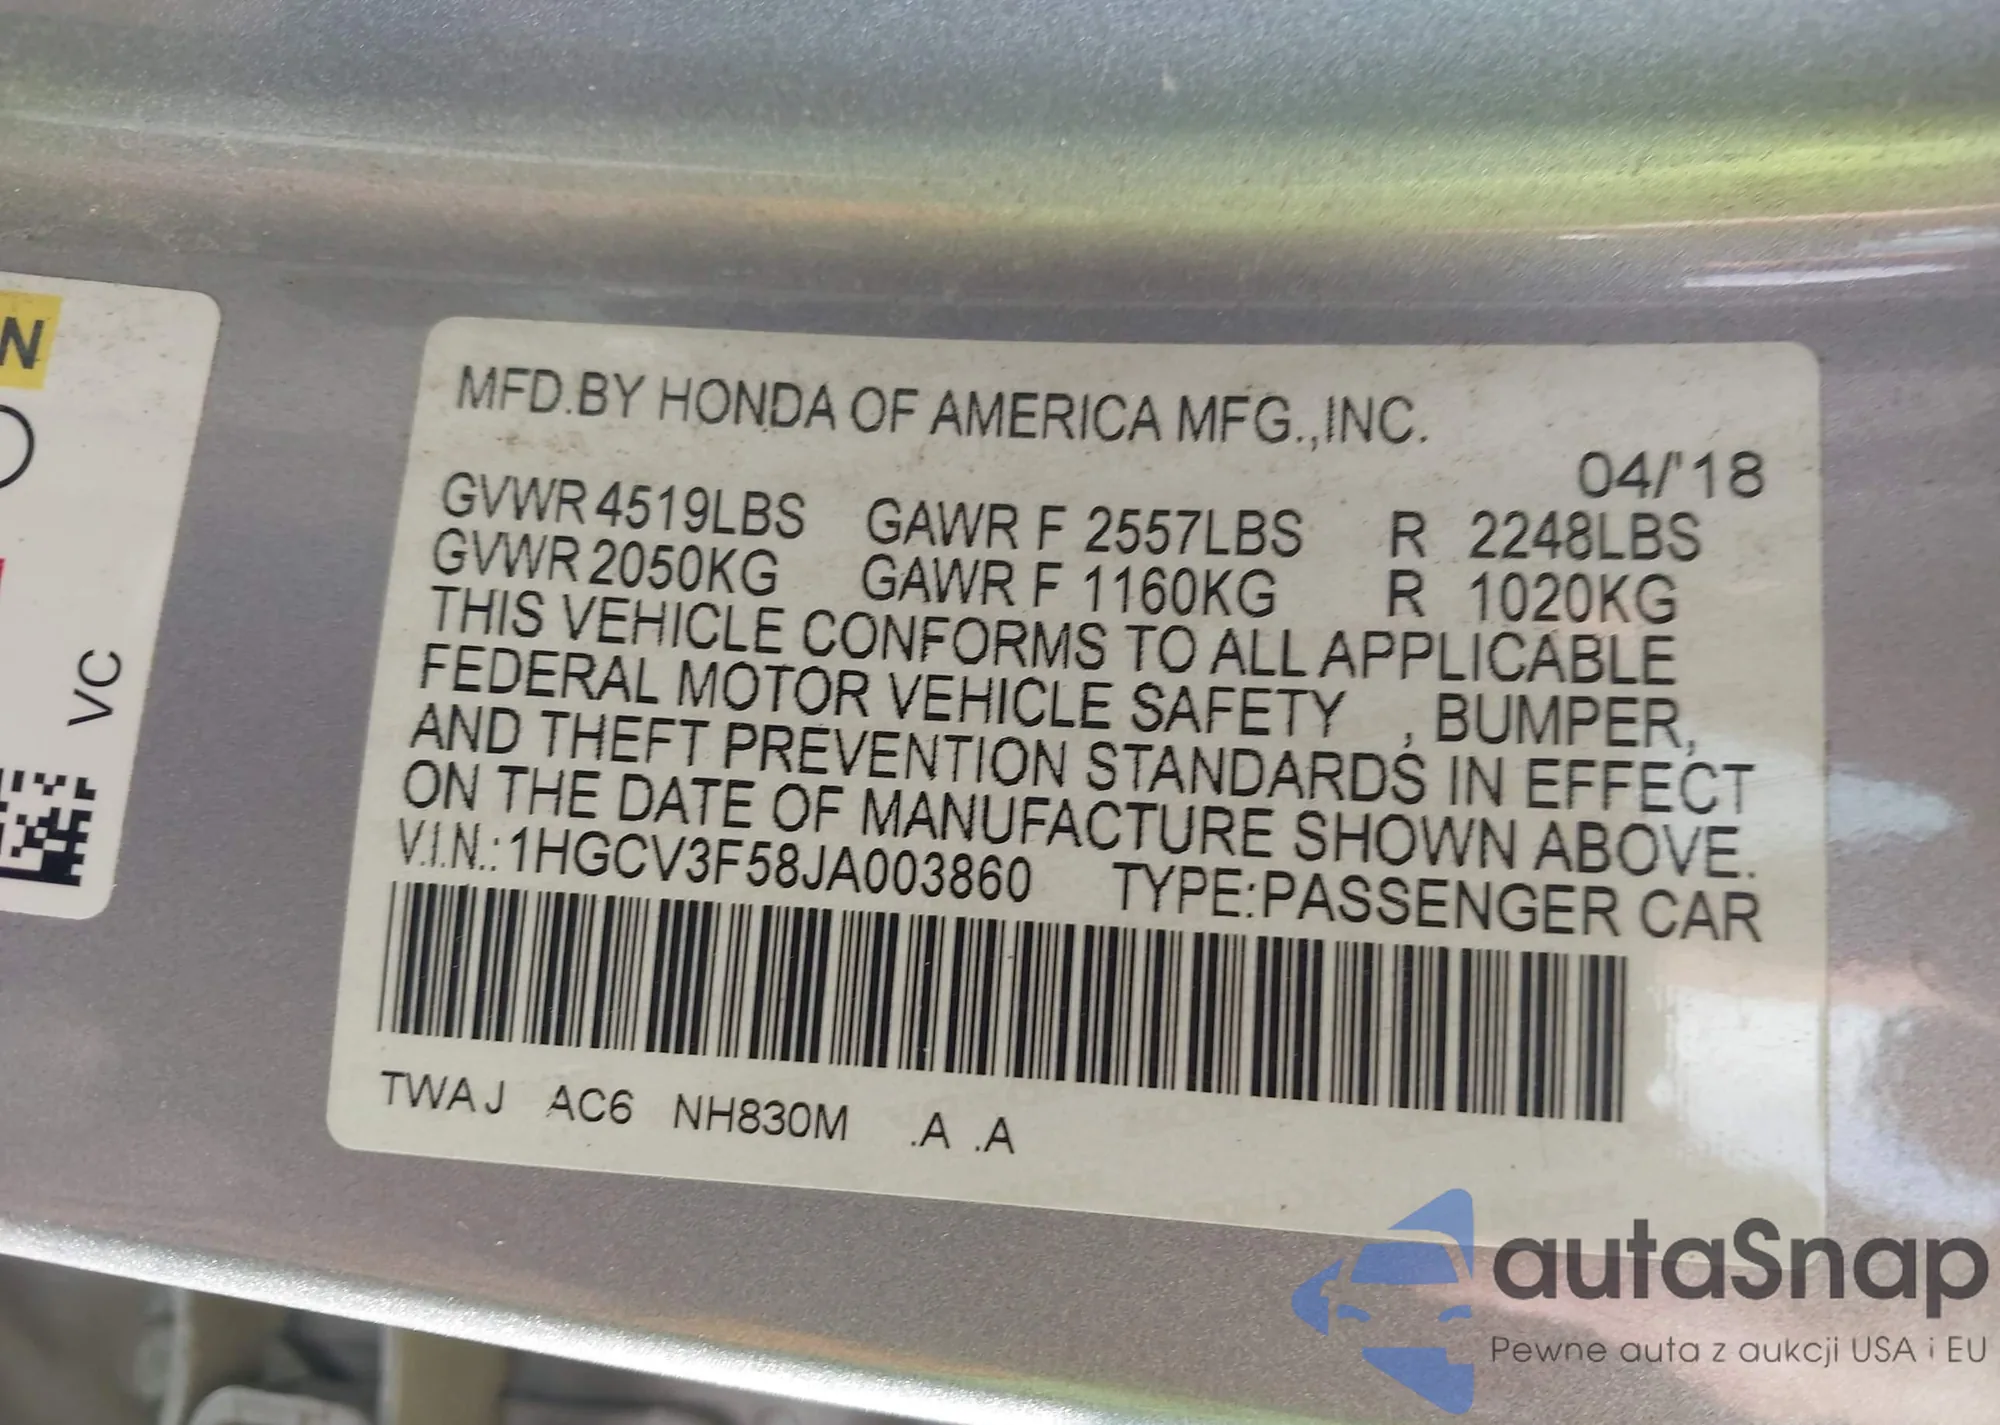 N
VC
MFD.BY HONDA OF AMERICA MFG.,INC.
04/'18
GVWR 4519LBS GAWR F 2557LBS R 2248LBS
GVWR 2050KG GAWR F 1160KG R 1020KG
THIS VEHICLE CONFORMS TO ALL APPLICABLE
FEDERAL MOTOR VEHICLE SAFETY , BUMPER,
AND THEFT PREVENTION STANDARDS IN EFFECT
ON THE DATE OF MANUFACTURE SHOWN ABOVE.
V.I.N.: 1HGCV3F58JA003860 TYPE:PASSENGER CAR
TWAJ AC6 NH830M .A .A
autaSnap
Pewne auta z aukcji USA i EU